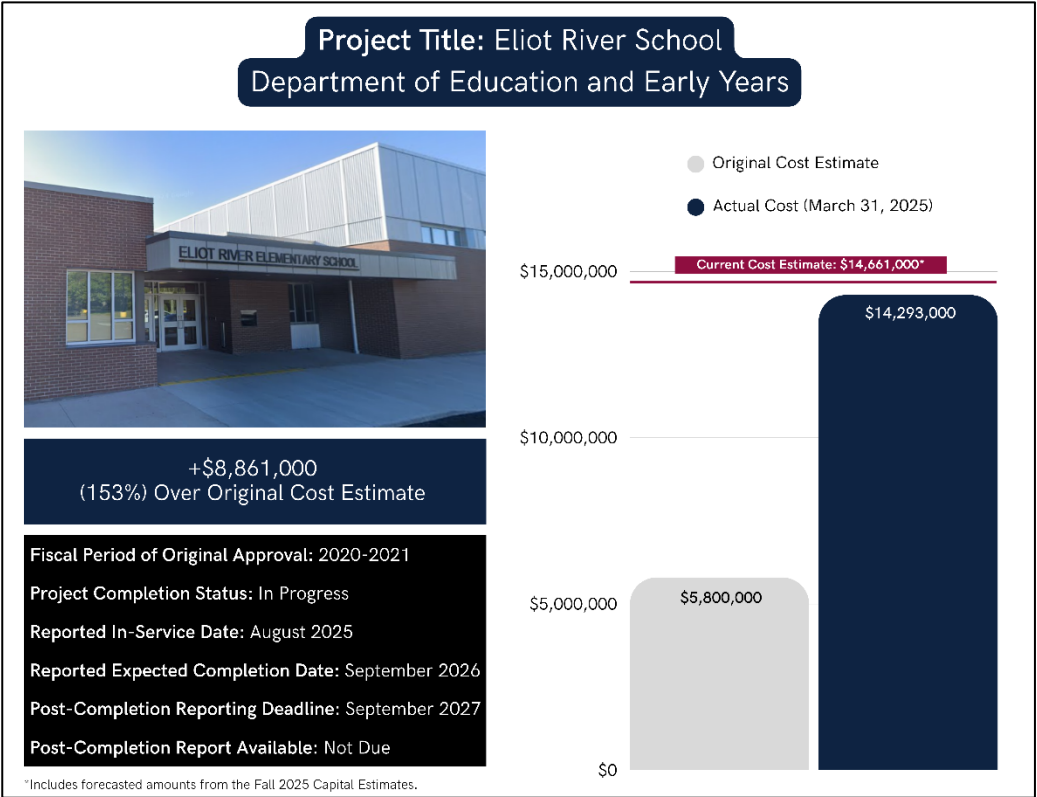 Project Title: Eliot River School
Department of Education and Early Years
ELIOT RIVER ELEMENTARY SCHOOL
+$8,861,000
(153%) Over Original Cost Estimate
Fiscal Period of Original Approval: 2020-2021
Project Completion Status: In Progress
Reported In-Service Date: August 2025
Reported Expected Completion Date: September 2026
Post-Completion Reporting Deadline: September 2027
Post-Completion Report Available: Not Due
*Includes forecasted amounts from the Fall 2025 Capital Estimates.
Original Cost Estimate
Actual Cost (March 31, 2025)
Current Cost Estimate: $14,661,000*
$15,000,000
$14,293,000
$10,000,000
$5,000,000
$5,800,000
$0